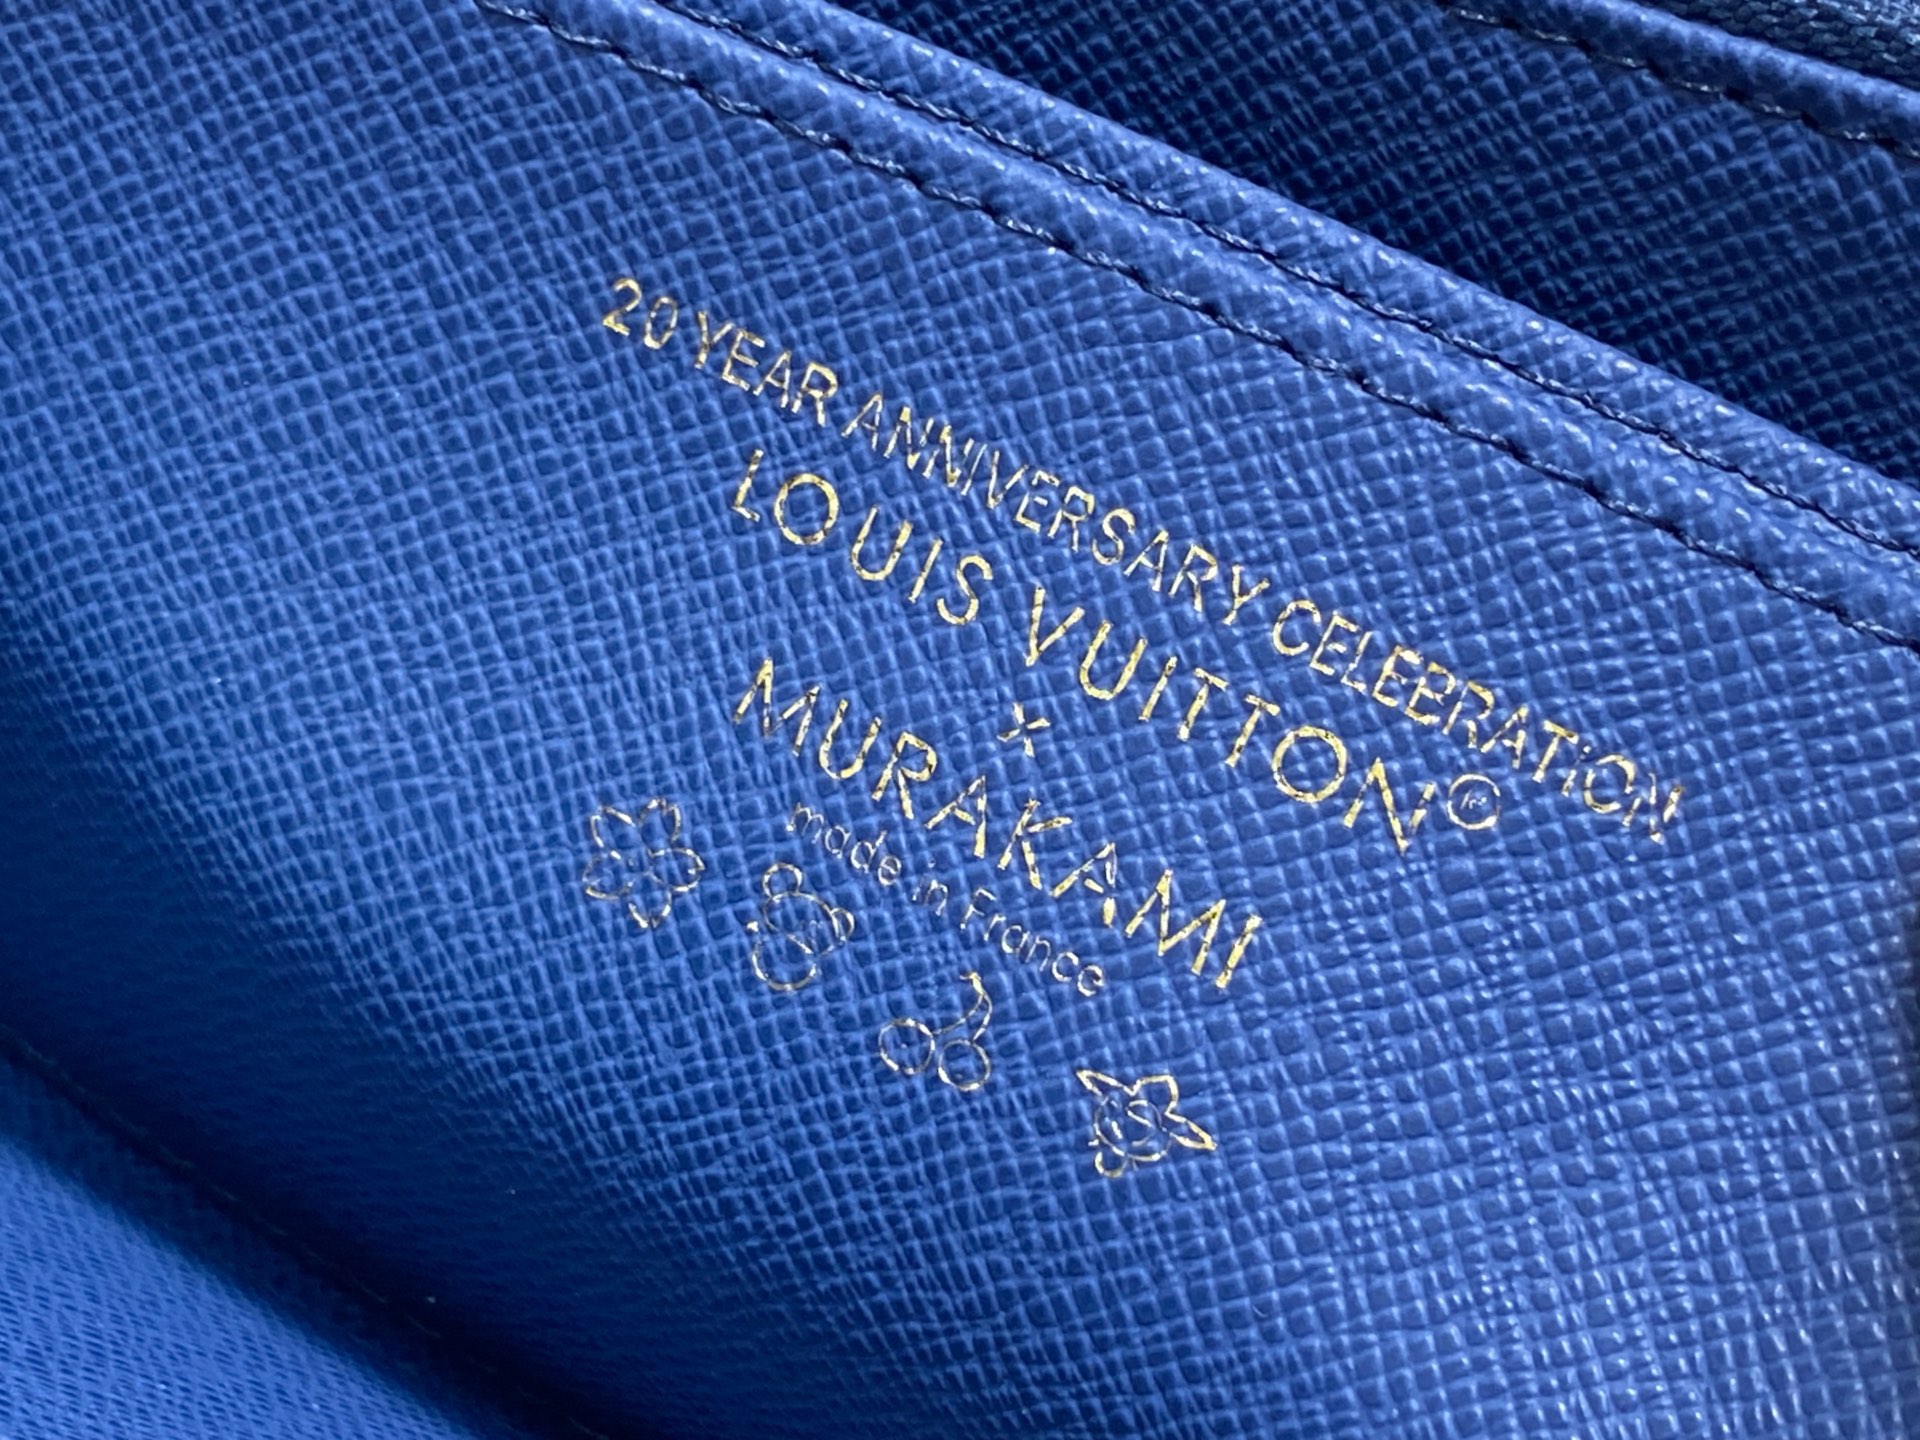 20 YEAR ANNIVERSARY CELEBRATION
LOUIS VUITTON
×
MURAKAMI
made in France